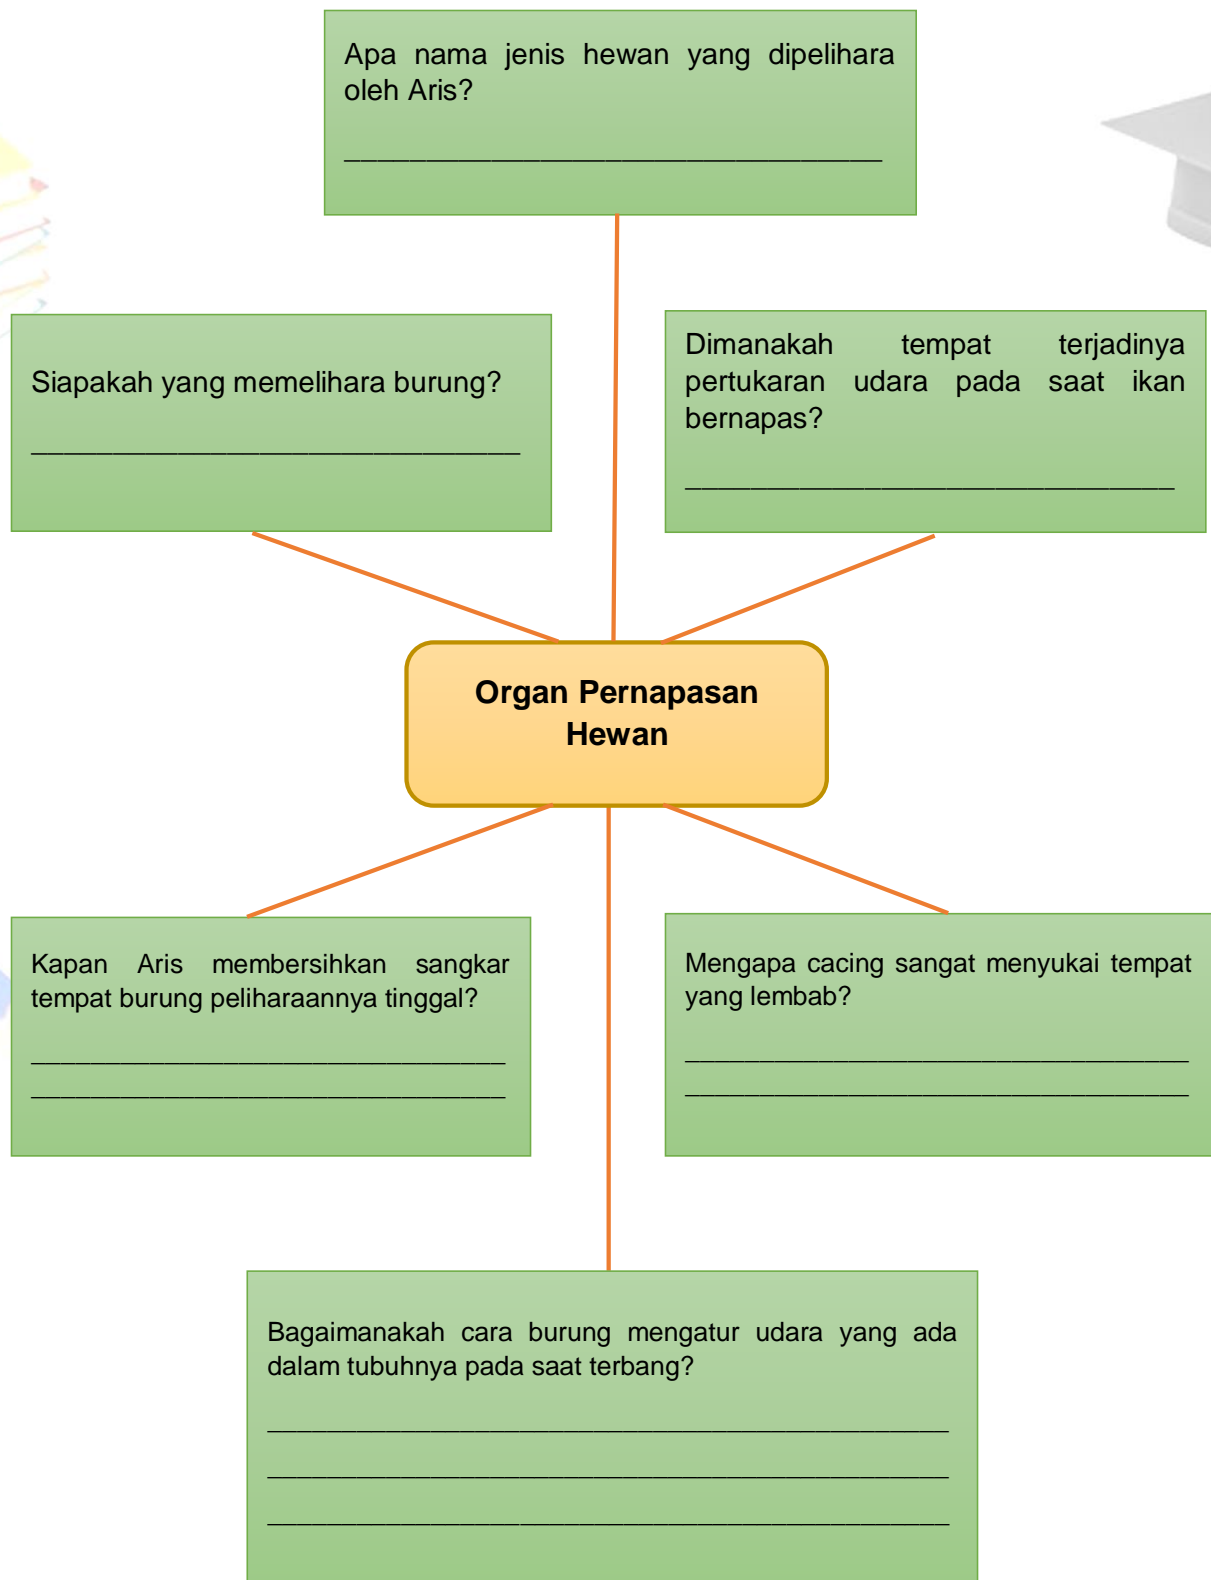 Apa nama jenis hewan yang dipelihara
oleh Aris?
Siapakah yang memelihara burung?
Dimanakah tempat terjadinya
pertukaran udara pada saat ikan
bernapas?
Organ Pernapasan
Hewan
Kapan Aris membersihkan sangkar
tempat burung peliharaannya tinggal?
Mengapa cacing sangat menyukai tempat
yang lembab?
Bagaimanakah cara burung mengatur udara yang ada
dalam tubuhnya pada saat terbang?